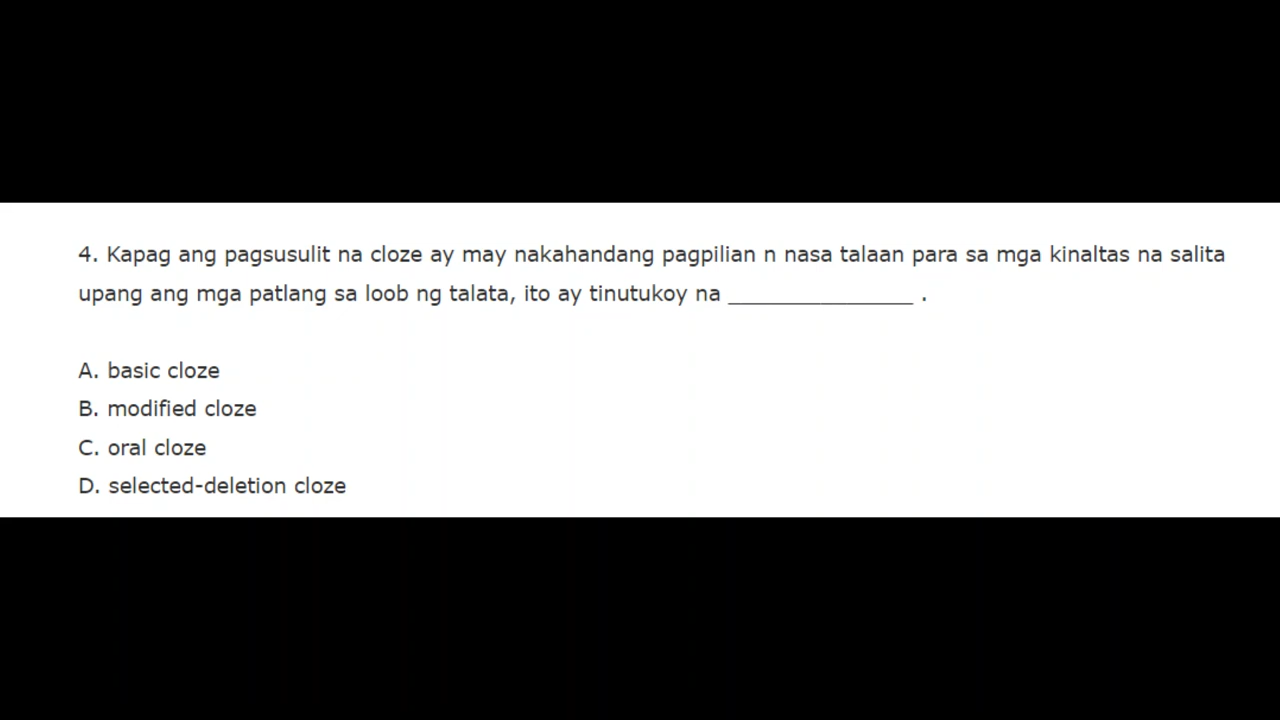 4. Kapag ang pagsusulit na cloze ay may nakahandang pagpilian n nasa talaan para sa mga kinaltas na salita
upang ang mga patlang sa loob ng talata, ito ay tinutukoy na _______________ .
A. basic cloze
B. modified cloze
C. oral cloze
D. selected-deletion cloze